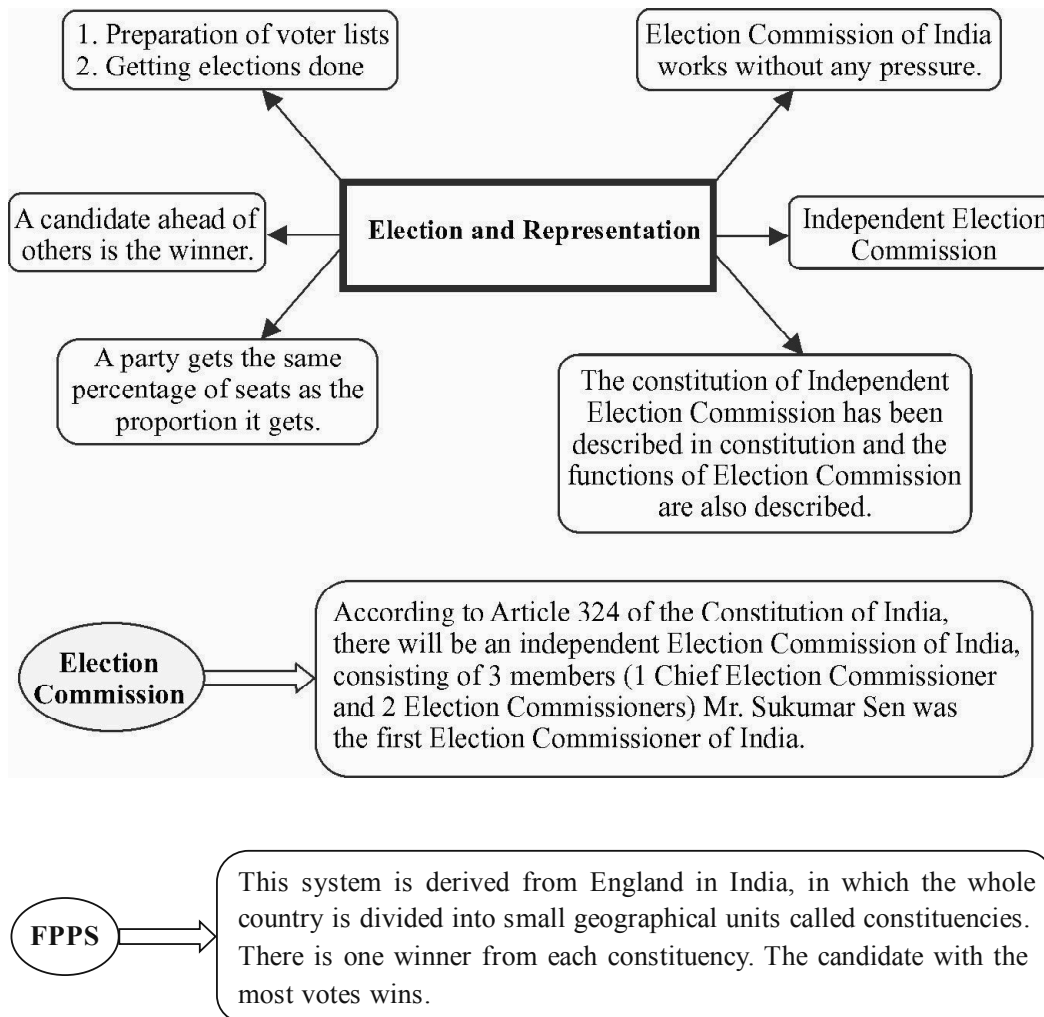 1. Preparation of voter lists
2. Getting elections done
Election Commission of India
works without any pressure.
A candidate ahead of
others is the winner.
Election and Representation
Independent Election
Commission
A party gets the same
percentage of seats as the
proportion it gets.
The constitution of Independent
Election Commission has been
described in constitution and the
functions of Election Commission
are also described.
Election
Commission
According to Article 324 of the Constitution of India,
there will be an independent Election Commission of India,
consisting of 3 members (1 Chief Election Commissioner
and 2 Election Commissioners) Mr. Sukumar Sen was
the first Election Commissioner of India.
FPPS
This system is derived from England in India, in which the whole
country is divided into small geographical units called constituencies.
There is one winner from each constituency. The candidate with the
most votes wins.